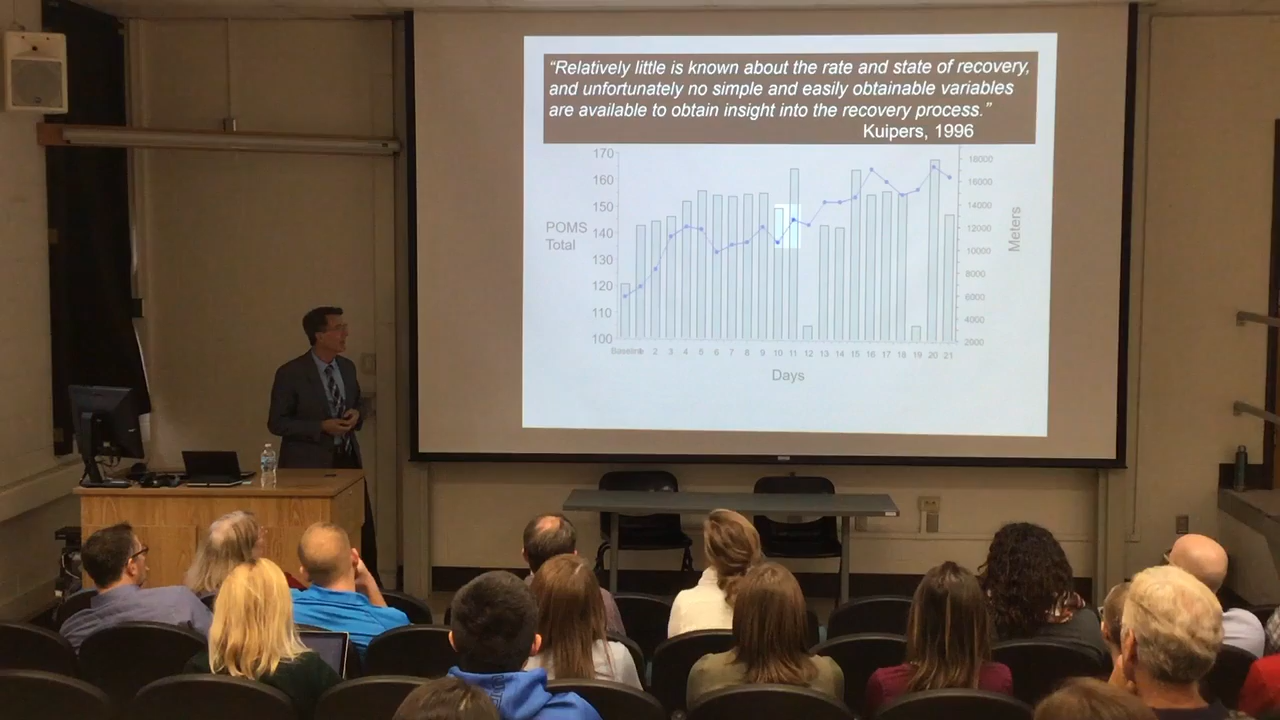 “Relatively little is known about the rate and state of recovery,
and unfortunately no simple and easily obtainable variables
are available to obtain insight into the recovery process.”
Kuipers, 1996
170
160
150
140
130
120
110
100
POMS
Total
18000
16000
14000
12000
10000
8000
6000
4000
2000
Meters
Baseline 2 3 4 5 6 7 8 9 10 11 12 13 14 15 16 17 18 19 20 21
Days